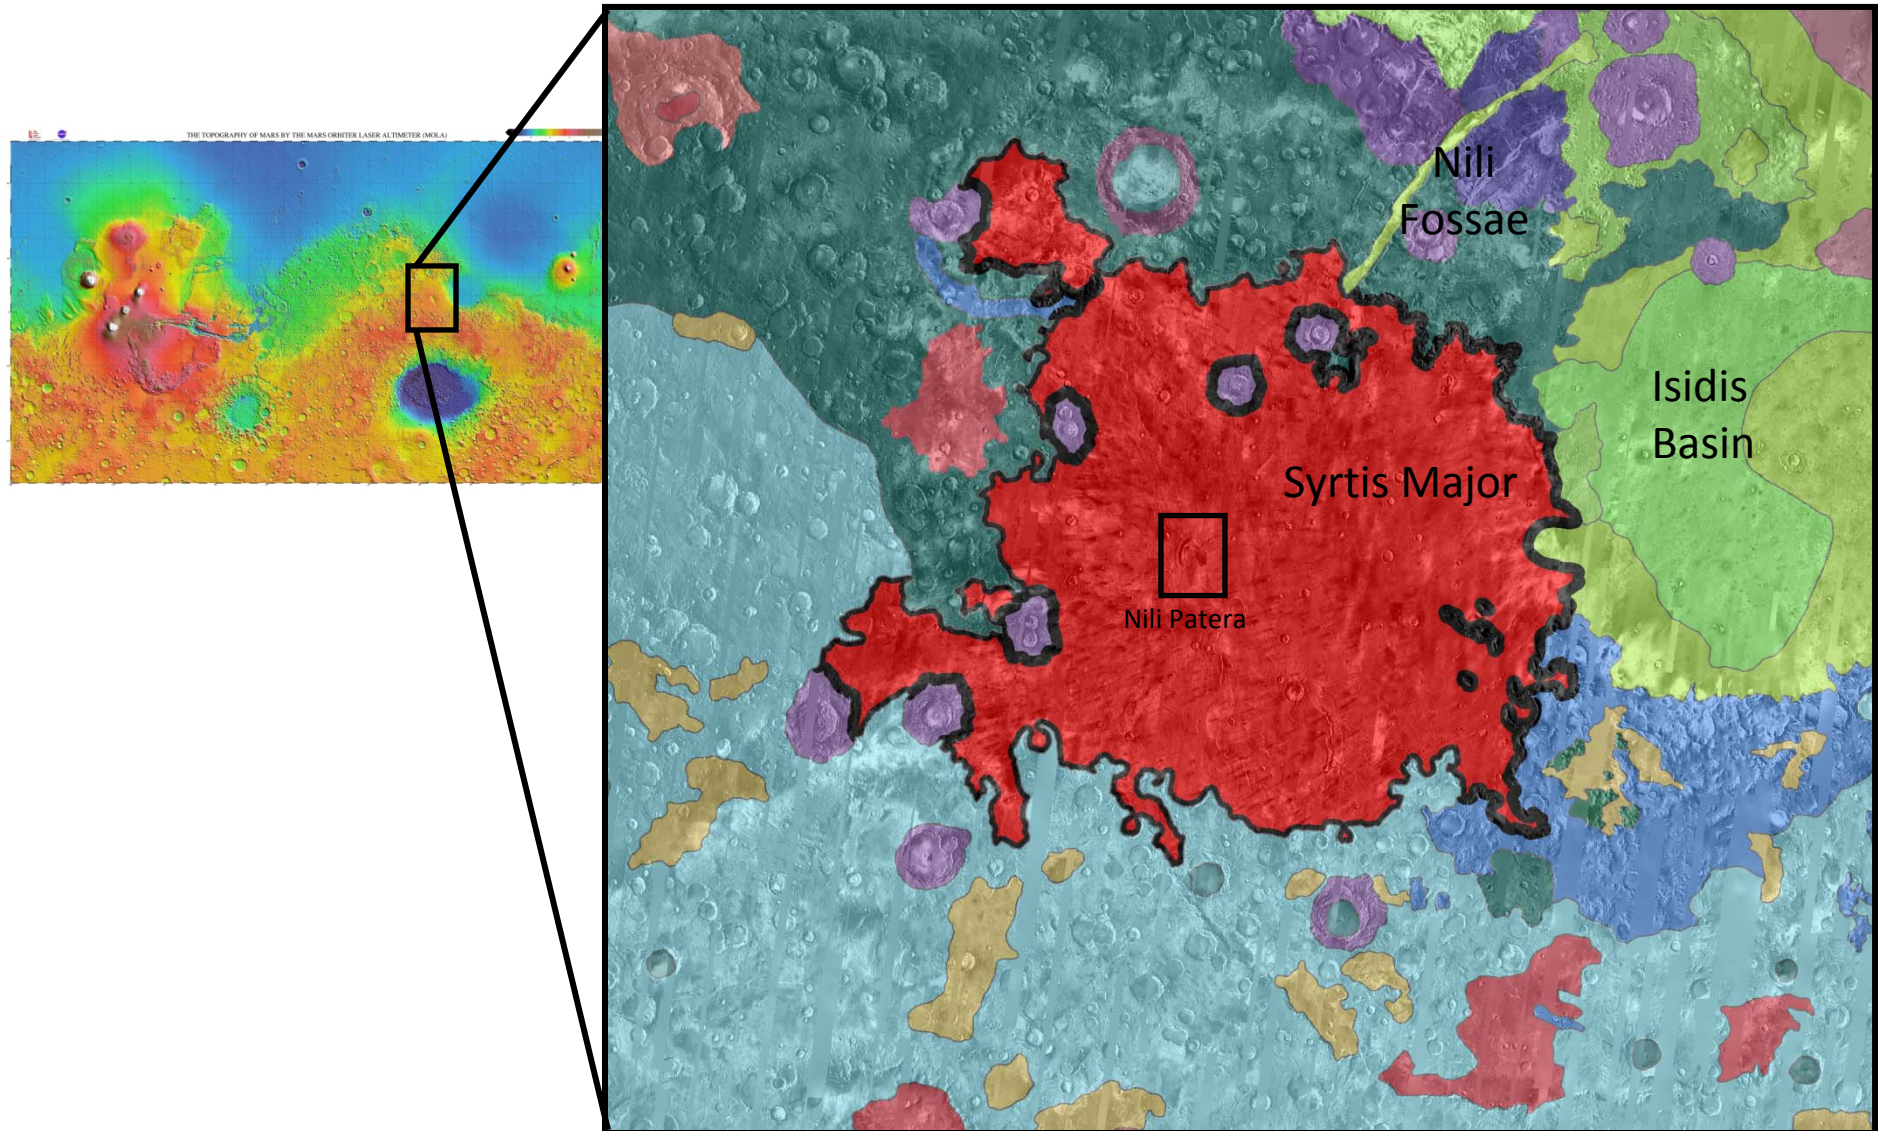 THE TOPOGRAPHY OF MARS BY THE MARS ORBITER LASER ALTIMETER (MOLA)
Nili
Fossae
Isidis
Basin
Syrtis Major
Nili Patera